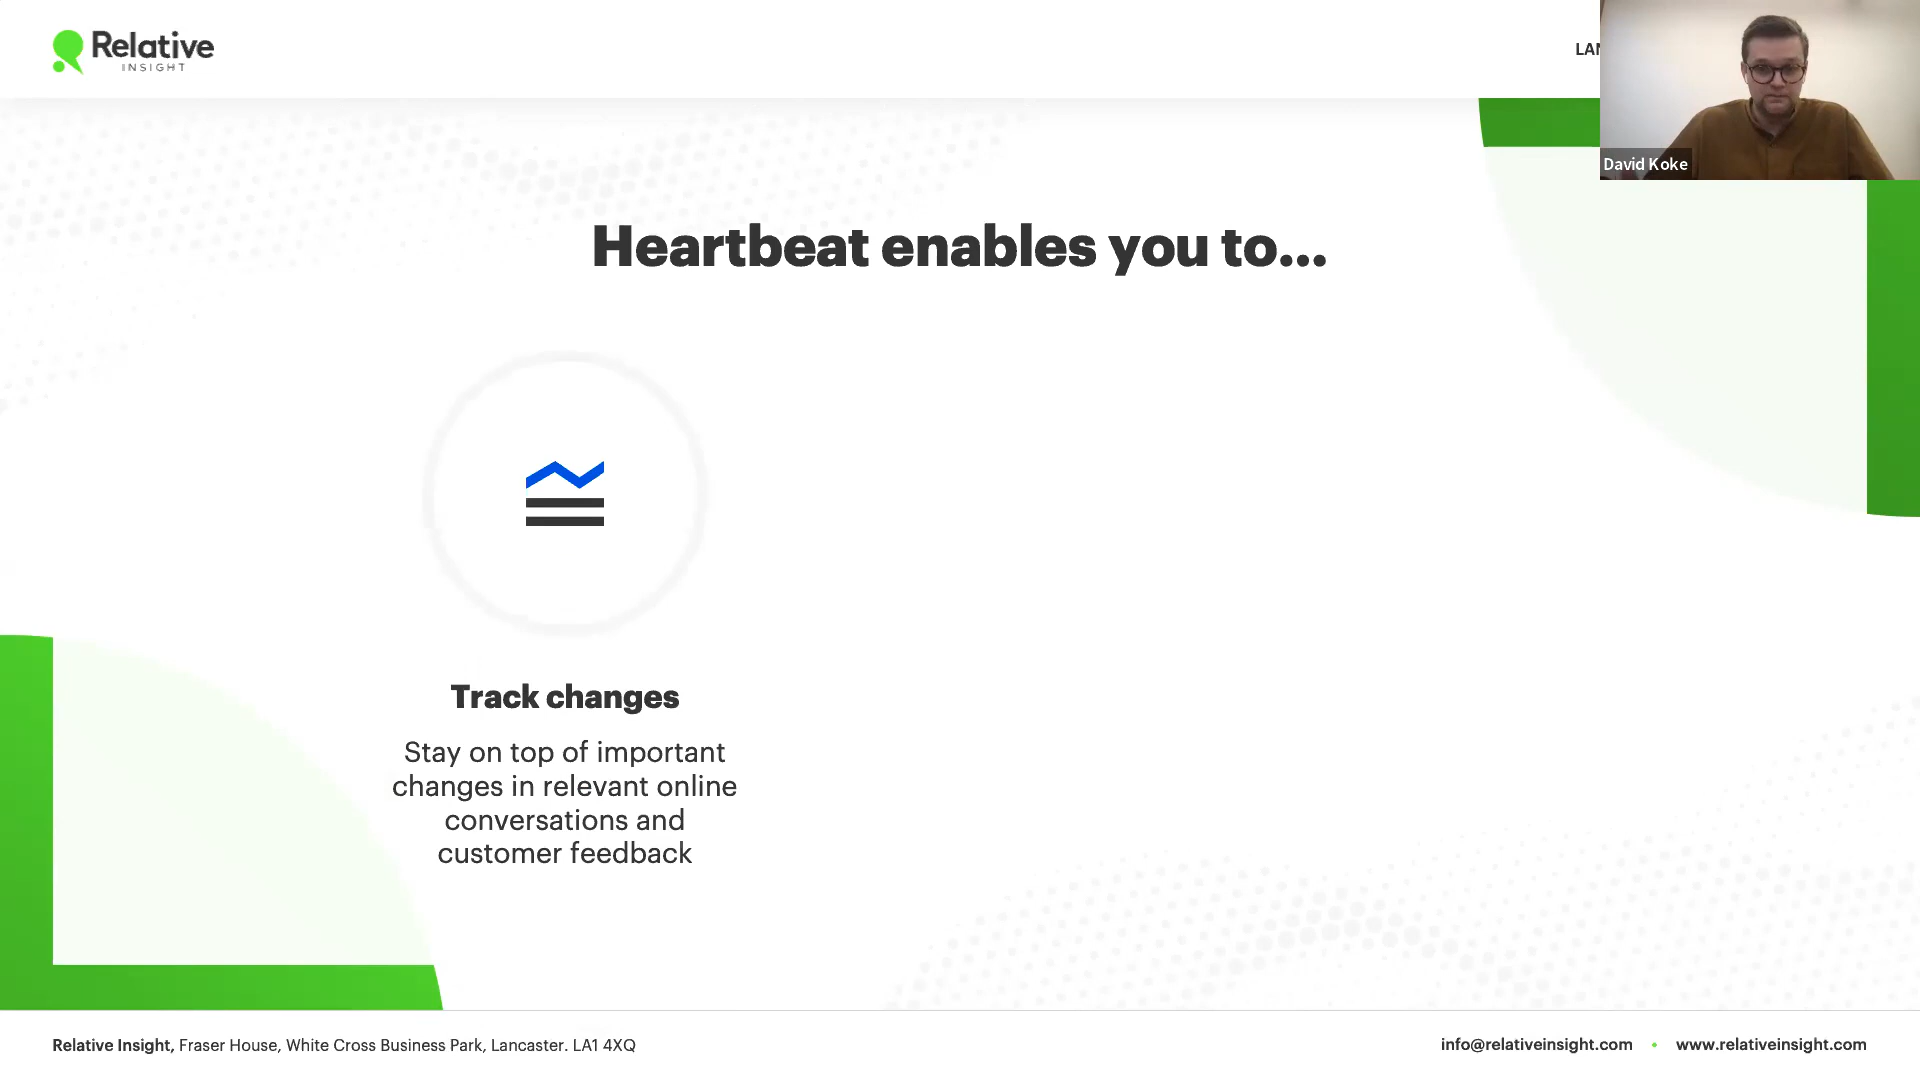 Relative
INSIGHT
David Koke
Heartbeat enables you to...
Track changes
Stay on top of important
changes in relevant online
conversations and
customer feedback
Relative Insight, Fraser House, White Cross Business Park, Lancaster. LA1 4XQ
info@relativeinsight.com • www.relativeinsight.com